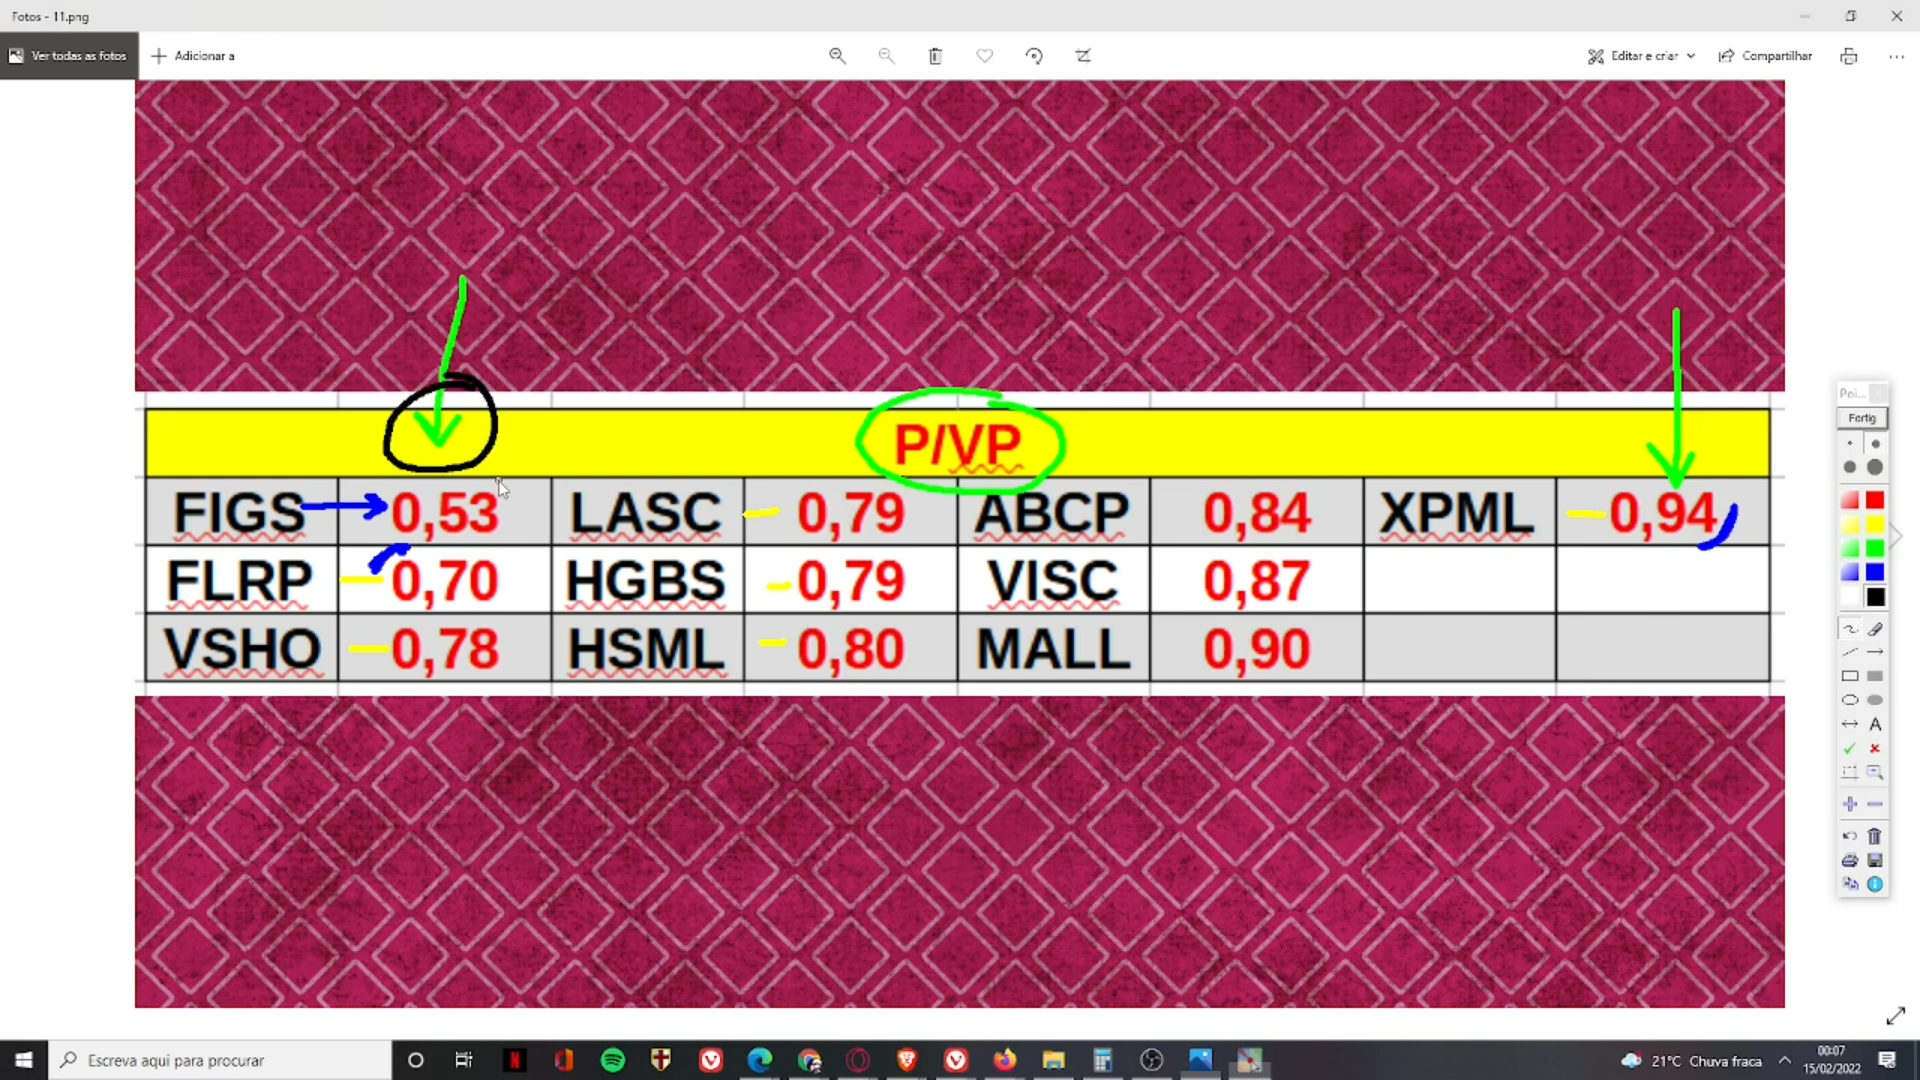 Fotos - 11.png
Ver todas as fotos
Adicionar a
Editar e criar
Compartilhar
P/VP
FIGS 0,53 LASC 0,79 ABCP 0,84 XPML 0,94
FLRP 0,70 HGBS 0,79 VISC 0,87
VSHO 0,78 HSML 0,80 MALL 0,90
Poi...
Fertig
A
Escreva aqui para procurar
21°C Chuva fraca
00:07
15/02/2022